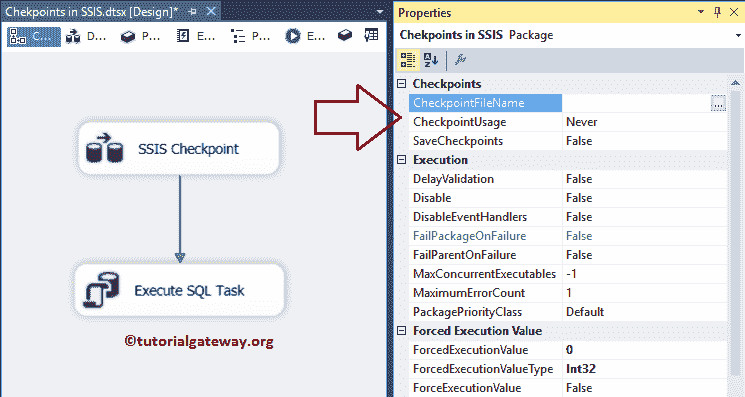 Chekpoints in SSIS.dtsx [Design]*
C...
D...
P...
E...
P...
E...
SSIS Checkpoint
Execute SQL Task
©tutorialgateway.org
Properties
Chekpoints in SSIS Package
Checkpoints
CheckpointFileName ...
CheckpointUsage Never
SaveCheckpoints False
Execution
DelayValidation False
Disable False
DisableEventHandlers False
FailPackageOnFailure False
FailParentOnFailure False
MaxConcurrentExecutables -1
MaximumErrorCount 1
PackagePriorityClass Default
Forced Execution Value
ForcedExecutionValue 0
ForcedExecutionValueType Int32
ForceExecutionValue False